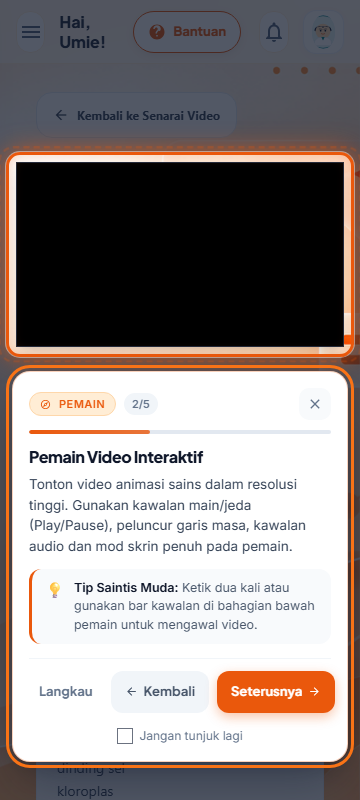 Hai,
Umie!
Bantuan
Kembali ke Senarai Video
PEMAIN
2/5
Pemain Video Interaktif
Tonton video animasi sains dalam resolusi
tinggi. Gunakan kawalan main/jeda
(Play/Pause), peluncur garis masa, kawalan
audio dan mod skrin penuh pada pemain.
Tip Saintis Muda: Ketik dua kali atau
gunakan bar kawalan di bahagian bawah
pemain untuk mengawal video.
Langkau
Kembali
Seterusnya
Jangan tunjuk lagi
dinding sel
kloroplas